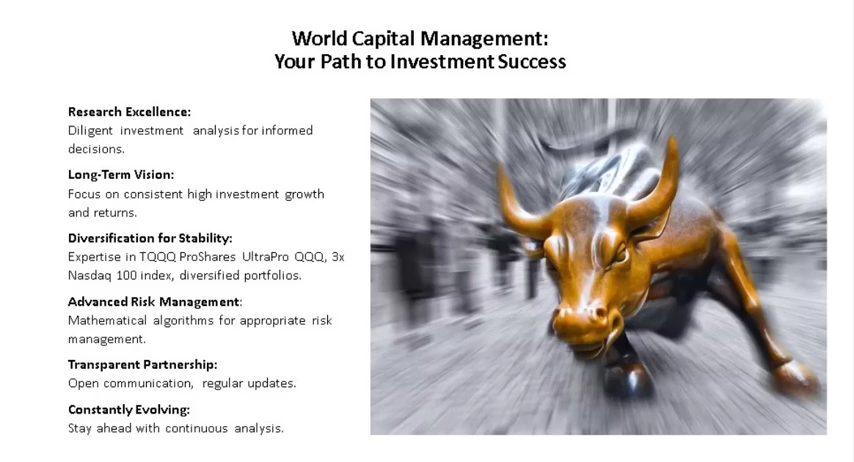 World Capital Management:
Your Path to Investment Success
Research Excellence:
Diligent investment analysis for informed
decisions.
Long-Term Vision:
Focus on consistent high investment growth
and returns.
Diversification for Stability:
Expertise in TQQQ ProShares UltraPro QQQ, 3x
Nasdaq 100 index, diversified portfolios.
Advanced Risk Management:
Mathematical algorithms for appropriate risk
management.
Transparent Partnership:
Open communication, regular updates.
Constantly Evolving:
Stay ahead with continuous analysis.